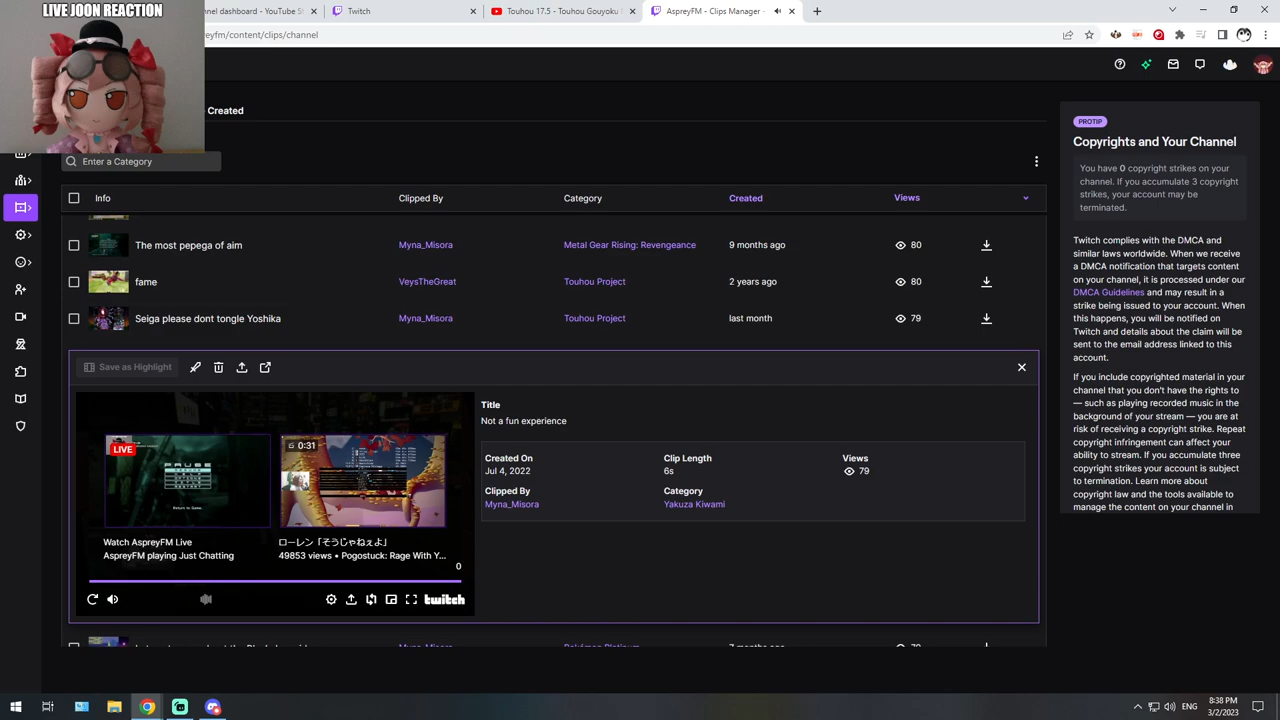 LIVE JOON REACTION
nel dashboard - YouTube St
Twitch
Touhou 17.5 - Touhou Gouyoku
AspreyFM - Clips Manager -
eyfm/content/clips/channel
Created
Enter a Category
Info
Clipped By
Category
Created
Views
The most pepega of aim
Myna_Misora
Metal Gear Rising: Revengeance
9 months ago
80
fame
VeysTheGreat
Touhou Project
2 years ago
80
Seiga please dont tongle Yoshika
Myna_Misora
Touhou Project
last month
79
Save as Highlight
LIVE
PAUSE
Return to Game.
0:31
Watch AspreyFM Live
AspreyFM playing Just Chatting
ローレン「そうじゃねぇよ」
49853 views • Pogostuck: Rage With Y...
0
twitch
Title
Not a fun experience
Created On
Jul 4, 2022
Clip Length
6s
Views
79
Clipped By
Myna_Misora
Category
Yakuza Kiwami
PROTIP
Copyrights and Your Channel
You have 0 copyright strikes on your
channel. If you accumulate 3 copyright
strikes, your account may be
terminated.
Twitch complies with the DMCA and
similar laws worldwide. When we receive
a DMCA notification that targets content
on your channel, it is processed under our
DMCA Guidelines and may result in a
strike being issued to your account. When
this happens, you will be notified on
Twitch and details about the claim will be
sent to the email address linked to this
account.
If you include copyrighted material in your
channel that you don't have the rights to
— such as playing recorded music in the
background of your stream — you are at
risk of receiving a copyright strike. Repeat
copyright infringement can affect your
ability to stream. If you accumulate three
copyright strikes your account is subject
to termination. Learn more about
copyright law and the tools available to
manage the content on your channel in
ENG
8:38 PM
3/2/2023